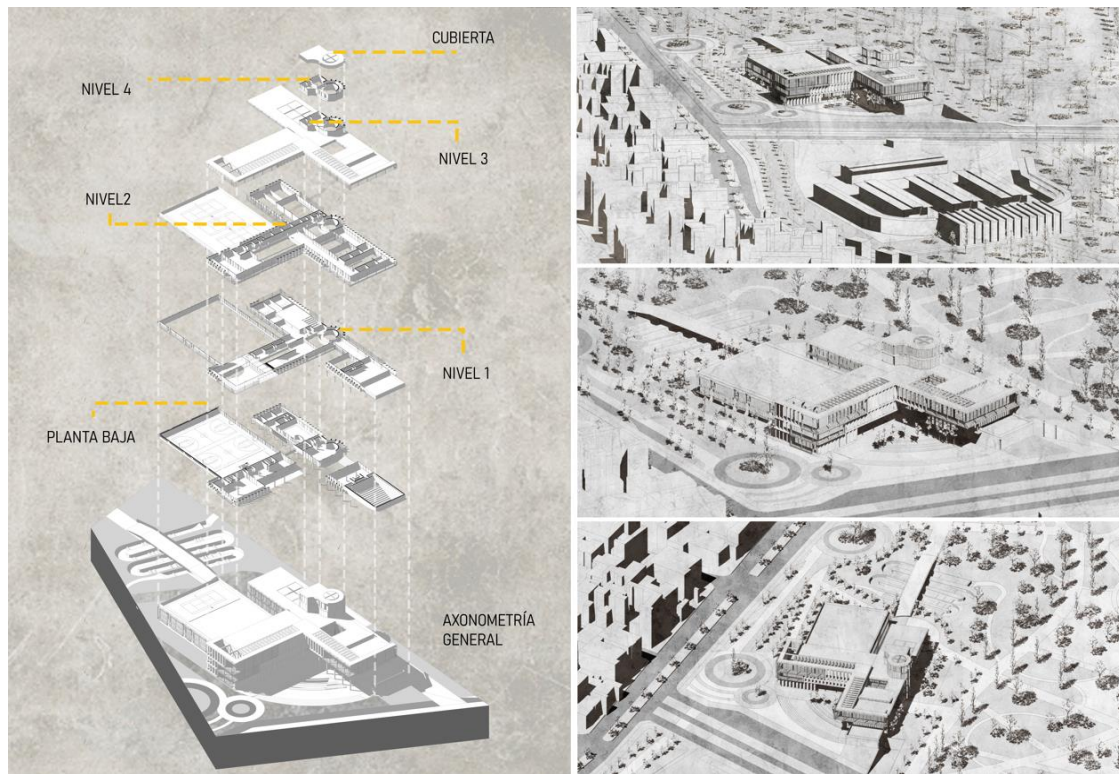 CUBIERTA
NIVEL 4
NIVEL 3
NIVEL2
NIVEL 1
PLANTA BAJA
AXONOMETRÍA
GENERAL